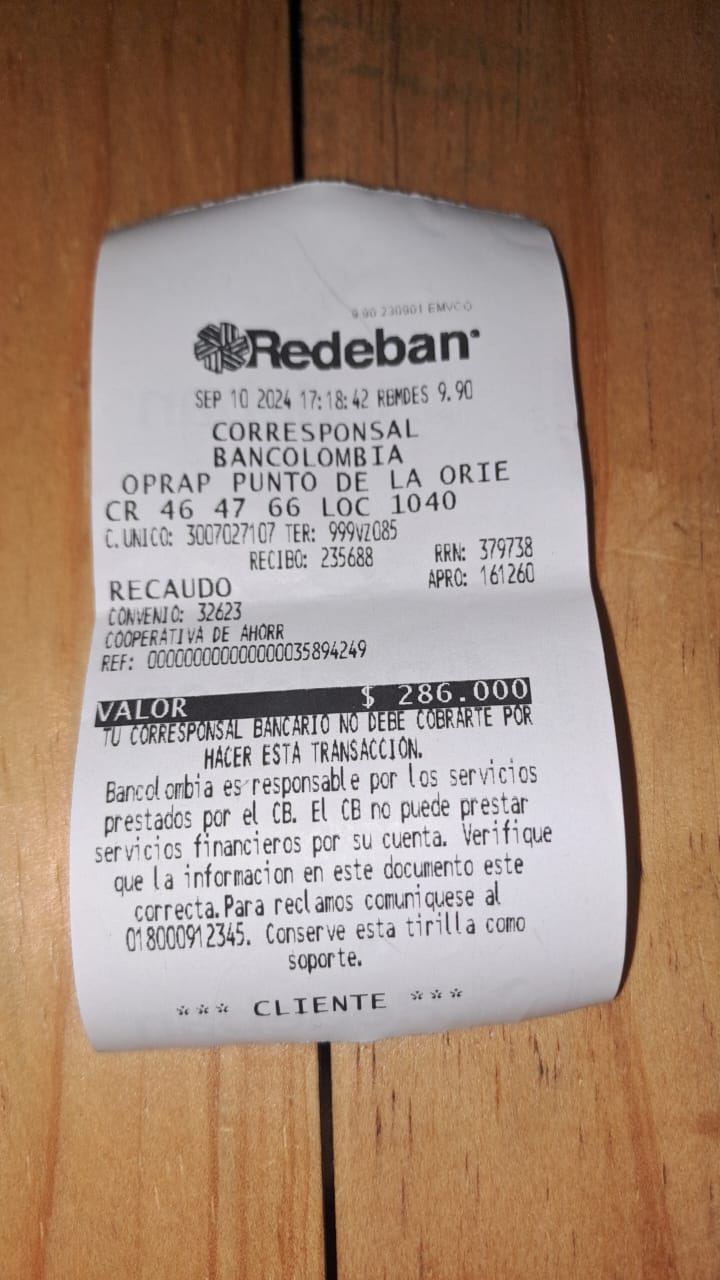 9.90 230901 EMVCO
Redeban
SEP 10 2024 17:18:42 RBMDES 9.90
CORRESPONSAL
BANCOLOMBIA
OPRAP PUNTO DE LA ORIE
CR 46 47 66 LOC 1040
C.UNICO: 3007027107 TER: 999VZ085
RECIBO: 235688 RRN: 379738
RECAUDO APRO: 161260
CONVENIO: 32623
COOPERATIVA DE AHORR
REF: 000000000000000035894249
VALOR $ 286.000
TU CORRESPONSAL BANCARIO NO DEBE COBRARTE POR
HACER ESTA TRANSACCIÓN.
Bancolombia es responsable por los servicios
prestados por el CB. El CB no puede prestar
servicios financieros por su cuenta. Verifique
que la informacion en este documento este
correcta.Para reclamos comuniquese al
018000912345. Conserve esta tirilla como
soporte.
*** CLIENTE ***